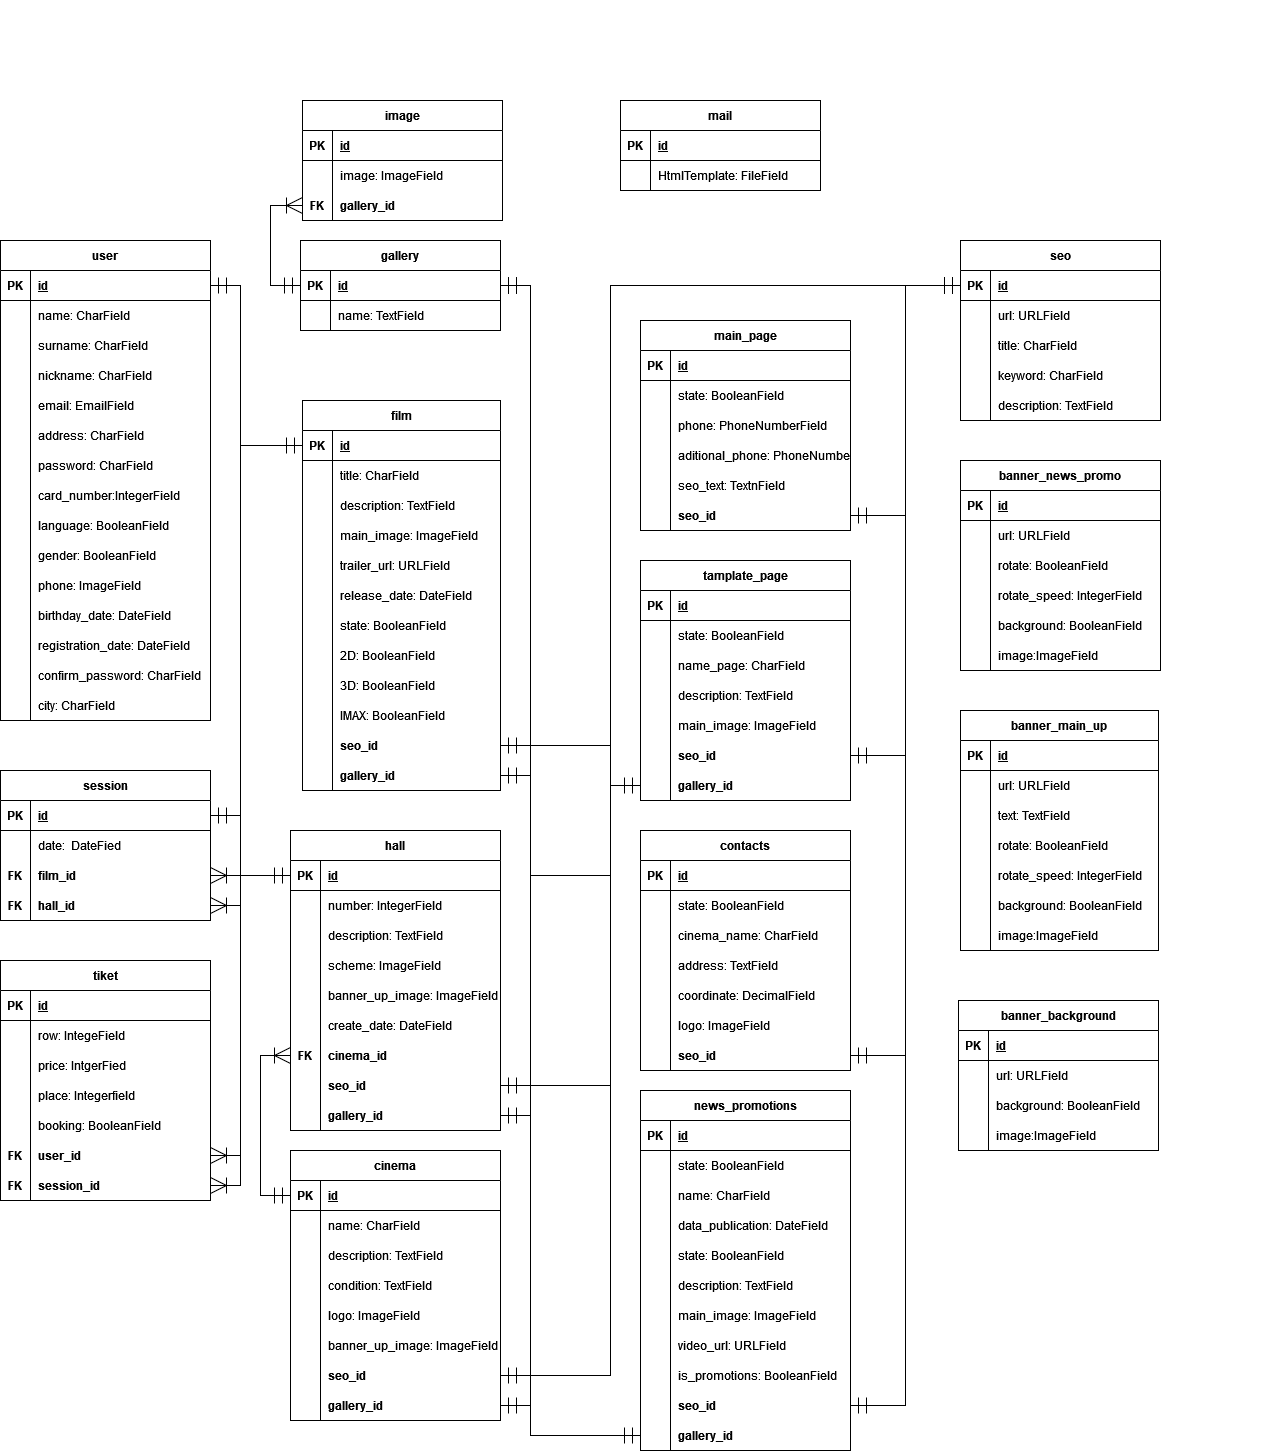 image
PK id
image: ImageField
FK gallery_id
mail
PK id
HtmlTemplate: FileField
user
PK id
name: CharField
surname: CharField
nickname: CharField
email: EmailField
address: CharField
password: CharField
card_number:IntegerField
language: BooleanField
gender: BooleanField
phone: ImageField
birthday_date: DateField
registration_date: DateField
confirm_password: CharField
city: CharField
gallery
PK id
name: TextField
seo
PK id
url: URLField
title: CharField
keyword: CharField
description: TextField
main_page
PK id
state: BooleanField
phone: PhoneNumberField
aditional_phone: PhoneNumbe
seo_text: TextnField
seo_id
film
PK id
title: CharField
description: TextField
main_image: ImageField
trailer_url: URLField
release_date: DateField
state: BooleanField
2D: BooleanField
3D: BooleanField
IMAX: BooleanField
seo_id
gallery_id
banner_news_promo
PK id
url: URLField
rotate: BooleanField
rotate_speed: IntegerField
background: BooleanField
image:ImageField
tamplate_page
PK id
state: BooleanField
name_page: CharField
description: TextField
main_image: ImageField
seo_id
gallery_id
banner_main_up
PK id
url: URLField
text: TextField
rotate: BooleanField
rotate_speed: IntegerField
background: BooleanField
image:ImageField
session
PK id
date: DateFied
FK film_id
FK hall_id
hall
PK id
number: IntegerField
description: TextField
scheme: ImageField
banner_up_image: ImageField
create_date: DateField
FK cinema_id
seo_id
gallery_id
contacts
PK id
state: BooleanField
cinema_name: CharField
address: TextField
coordinate: DecimalField
logo: ImageField
seo_id
tiket
PK id
row: IntegeField
price: IntgerFied
place: Integerfield
booking: BooleanField
FK user_id
FK session_id
banner_background
PK id
url: URLField
background: BooleanField
image:ImageField
cinema
PK id
name: CharField
description: TextField
condition: TextField
logo: ImageField
banner_up_image: ImageField
seo_id
gallery_id
news_promotions
PK id
state: BooleanField
name: CharField
data_publication: DateField
state: BooleanField
description: TextField
main_image: ImageField
video_url: URLField
is_promotions: BooleanField
seo_id
gallery_id